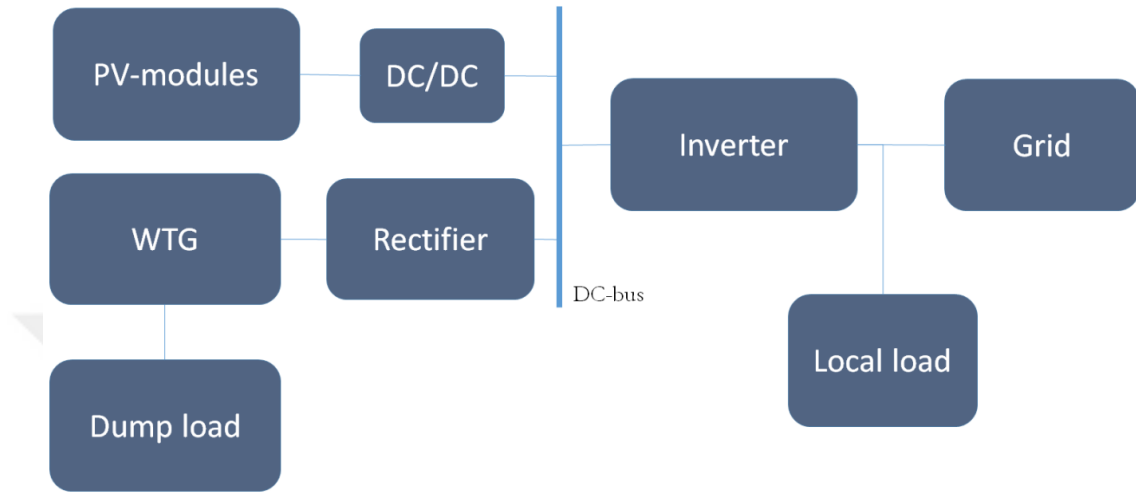 PV-modules
DC/DC
Inverter
Grid
WTG
Rectifier
DC-bus
Local load
Dump load